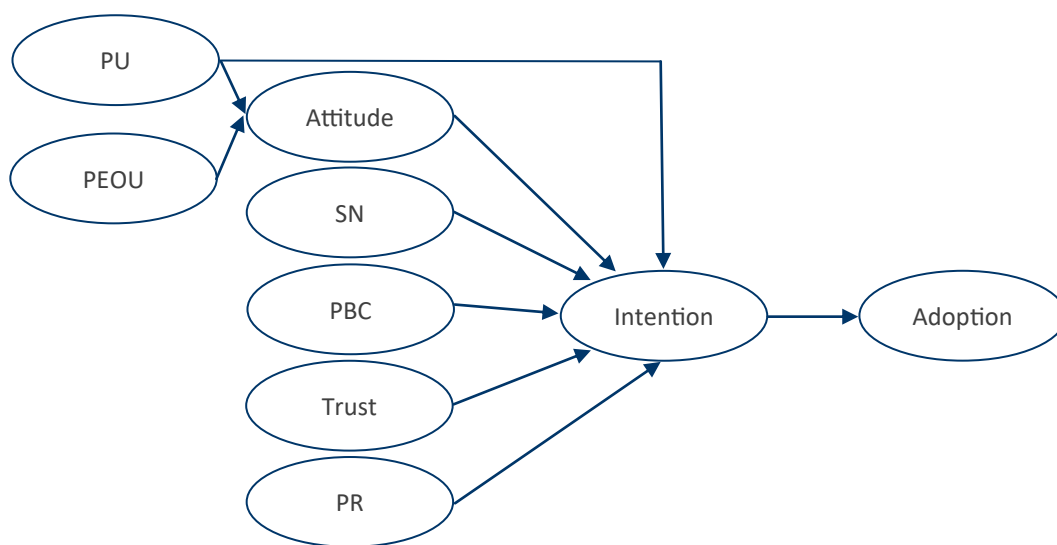 PU
Attitude
PEOU
SN
PBC
Intention
Adoption
Trust
PR